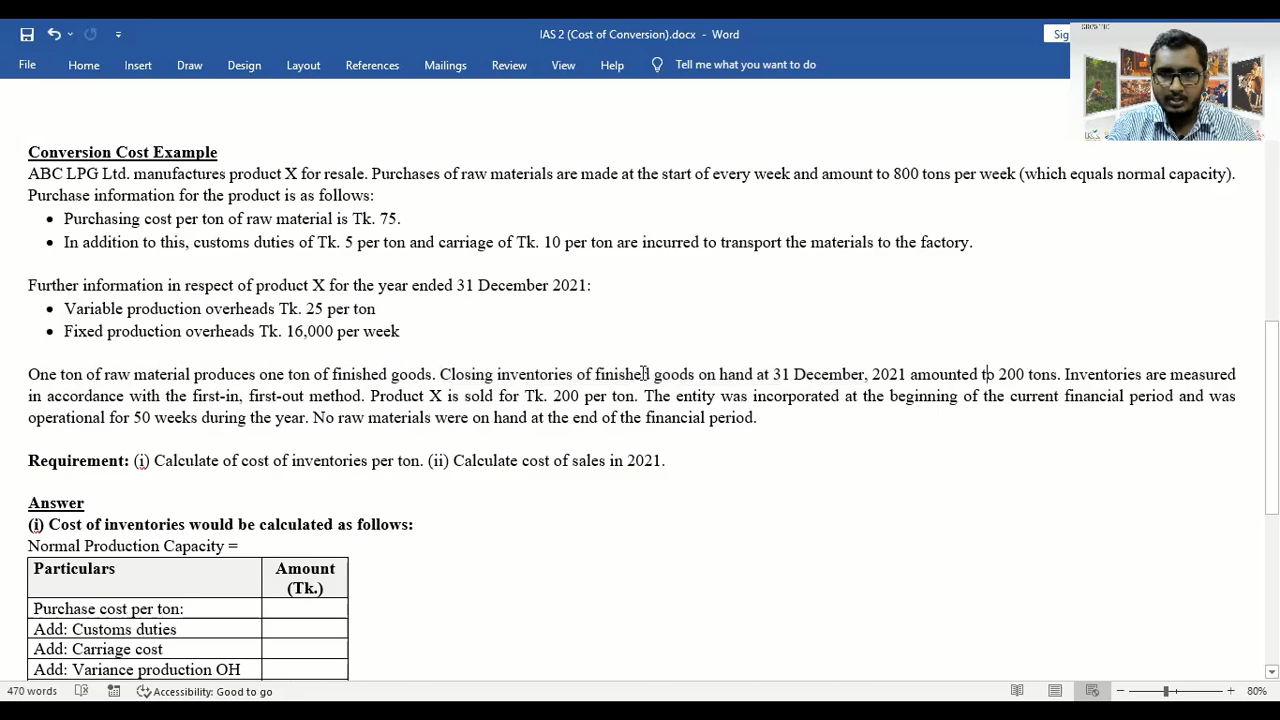 IAS 2 (Cost of Conversion).docx - Word
Sig
File Home Insert Draw Design Layout References Mailings Review View Help Tell me what you want to do
Conversion Cost Example
ABC LPG Ltd. manufactures product X for resale. Purchases of raw materials are made at the start of every week and amount to 800 tons per week (which equals normal capacity).
Purchase information for the product is as follows:
• Purchasing cost per ton of raw material is Tk. 75.
• In addition to this, customs duties of Tk. 5 per ton and carriage of Tk. 10 per ton are incurred to transport the materials to the factory.
Further information in respect of product X for the year ended 31 December 2021:
• Variable production overheads Tk. 25 per ton
• Fixed production overheads Tk. 16,000 per week
One ton of raw material produces one ton of finished goods. Closing inventories of finished goods on hand at 31 December, 2021 amounted to 200 tons. Inventories are measured
in accordance with the first-in, first-out method. Product X is sold for Tk. 200 per ton. The entity was incorporated at the beginning of the current financial period and was
operational for 50 weeks during the year. No raw materials were on hand at the end of the financial period.
Requirement: (i) Calculate of cost of inventories per ton. (ii) Calculate cost of sales in 2021.
Answer
(i) Cost of inventories would be calculated as follows:
Normal Production Capacity =
Particulars Amount
(Tk.)
Purchase cost per ton:
Add: Customs duties
Add: Carriage cost
Add: Variance production OH
470 words Accessibility: Good to go 80%